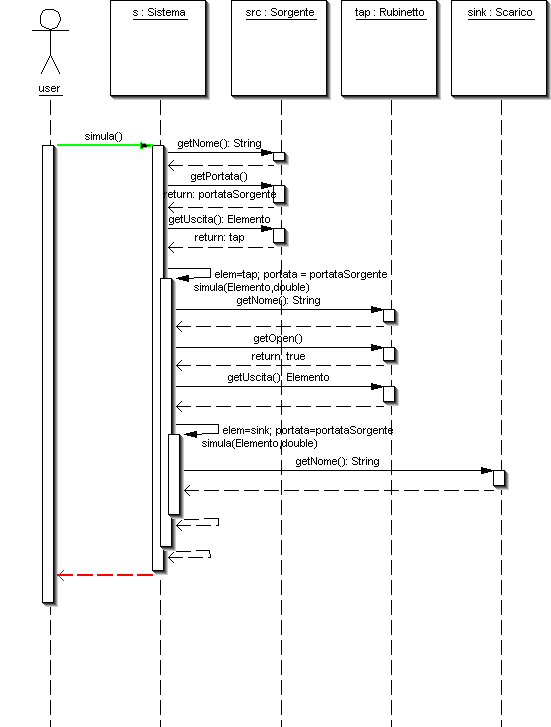 s : Sistema
src : Sorgente
tap : Rubinetto
sink : Scarico
user
simula()
getNome(): String
getPortata()
return: portataSorgente
getUscita(): Elemento
return: tap
elem=tap; portata = portataSorgente
simula(Elemento,double)
getNome(): String
getOpen()
return: true
getUscita(): Elemento
elem=sink; portata=portataSorgente
simula(Elemento,double)
getNome(): String